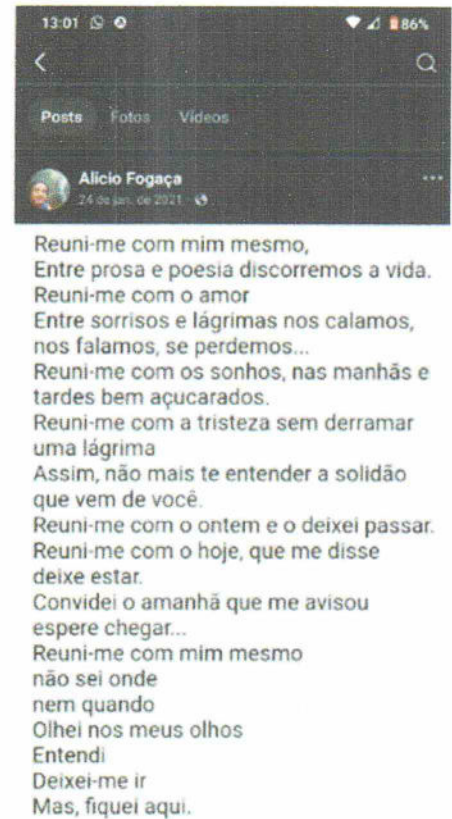 13:01 86%
Posts Fotos Vídeos
Alicio Fogaça
24 de jan. de 2021
Reuni-me com mim mesmo,
Entre prosa e poesia discorremos a vida.
Reuni-me com o amor
Entre sorrisos e lágrimas nos calamos,
nos falamos, se perdemos...
Reuni-me com os sonhos, nas manhãs e
tardes bem açucarados.
Reuni-me com a tristeza sem derramar
uma lágrima
Assim, não mais te entender a solidão
que vem de você.
Reuni-me com o ontem e o deixei passar.
Reuni-me com o hoje, que me disse
deixe estar.
Convidei o amanhã que me avisou
espere chegar...
Reuni-me com mim mesmo
não sei onde
nem quando
Olhei nos meus olhos
Entendi
Deixei-me ir
Mas, fiquei aqui.